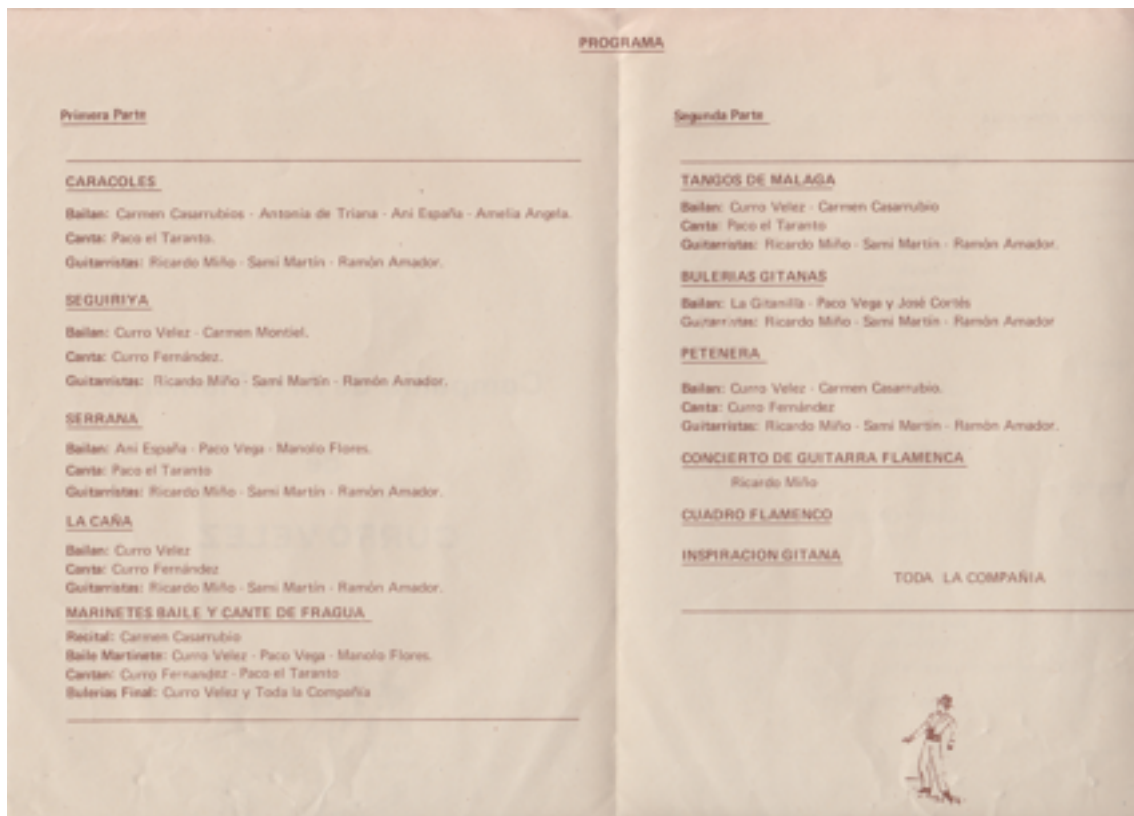 PROGRAMA
Primera Parte
CARACOLES
Bailan: Carmen Casarrubios - Antonia de Triana - Ani España - Amelia Angela.
Canta: Paco el Taranto.
Guitarristas: Ricardo Miño - Sami Martín - Ramón Amador.
SEGUIRIYA
Bailan: Curro Velez - Carmen Montiel.
Canta: Curro Fernández.
Guitarristas: Ricardo Miño - Sami Martín - Ramón Amador.
SERRANA
Bailan: Ani España - Paco Vega - Manolo Flores.
Canta: Paco el Taranto
Guitarristas: Ricardo Miño - Sami Martín - Ramón Amador.
LA CAÑA
Bailan: Curro Velez
Canta: Curro Fernández
Guitarristas: Ricardo Miño - Sami Martín - Ramón Amador.
MARINETES BAILE Y CANTE DE FRAGUA
Recital: Carmen Casarrubio
Baile Martinete: Curro Velez - Paco Vega - Manolo Flores.
Cantan: Curro Fernandez - Paco el Taranto
Bulerias Final: Curro Velez y Toda la Compañía
Segunda Parte
TANGOS DE MALAGA
Bailan: Curro Velez - Carmen Casarrubio
Canta: Paco el Taranto
Guitarristas: Ricardo Miño - Sami Martín - Ramón Amador.
BULERIAS GITANAS
Bailan: La Gitanilla - Paco Vega y José Cortés
Guitarristas: Ricardo Miño - Sami Martín - Ramón Amador
PETENERA
Bailan: Curro Velez - Carmen Casarrubio.
Canta: Curro Fernández
Guitarristas: Ricardo Miño - Sami Martín - Ramón Amador.
CONCIERTO DE GUITARRA FLAMENCA
Ricardo Miño
CUADRO FLAMENCO
INSPIRACION GITANA
TODA LA COMPAÑIA